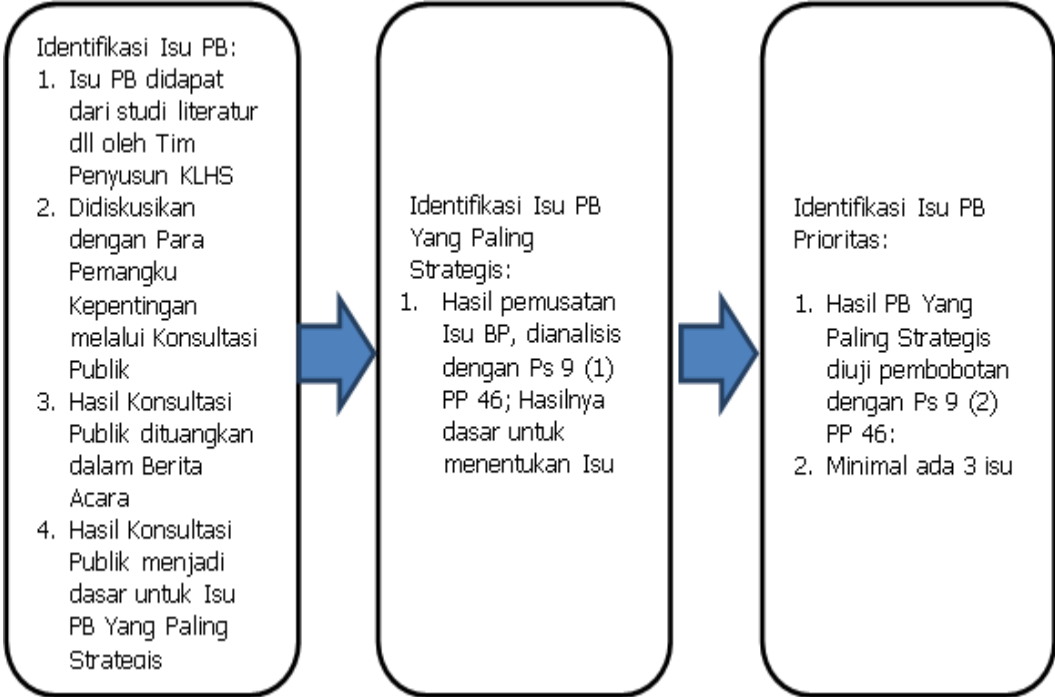 Identifikasi Isu PB:
1. Isu PB didapat
dari studi literatur
dll oleh Tim
Penyusun KLHS
2. Didiskusikan
dengan Para
Pemangku
Kepentingan
melalui Konsultasi
Publik
3. Hasil Konsultasi
Publik dituangkan
dalam Berita
Acara
4. Hasil Konsultasi
Publik menjadi
dasar untuk Isu
PB Yang Paling
Strategis
Identifikasi Isu PB
Yang Paling
Strategis:
1. Hasil pemusatan
Isu BP, dianalisis
dengan Ps 9 (1)
PP 46; Hasilnya
dasar untuk
menentukan Isu
Identifikasi Isu PB
Prioritas:
1. Hasil PB Yang
Paling Strategis
diuji pembobotan
dengan Ps 9 (2)
PP 46:
2. Minimal ada 3 isu